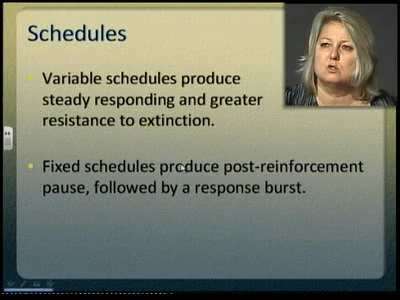 Schedules
• Variable schedules produce
steady responding and greater
resistance to extinction.
• Fixed schedules produce post-reinforcement
pause, followed by a response burst.